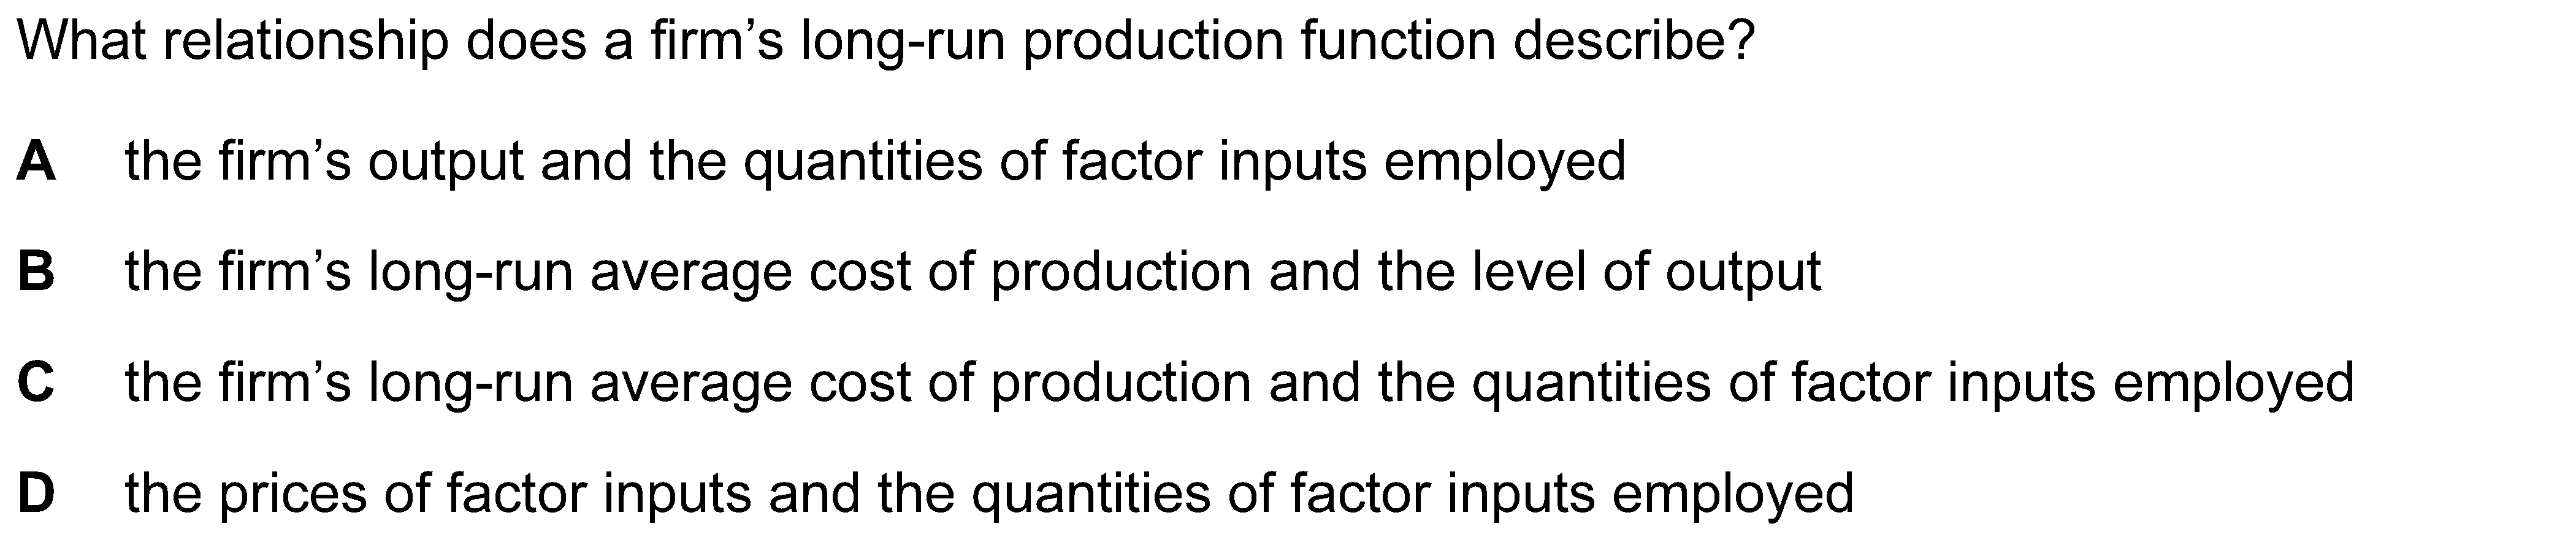 What relationship does a firm’s long-run production function describe?
A the firm’s output and the quantities of factor inputs employed
B the firm’s long-run average cost of production and the level of output
C the firm’s long-run average cost of production and the quantities of factor inputs employed
D the prices of factor inputs and the quantities of factor inputs employed